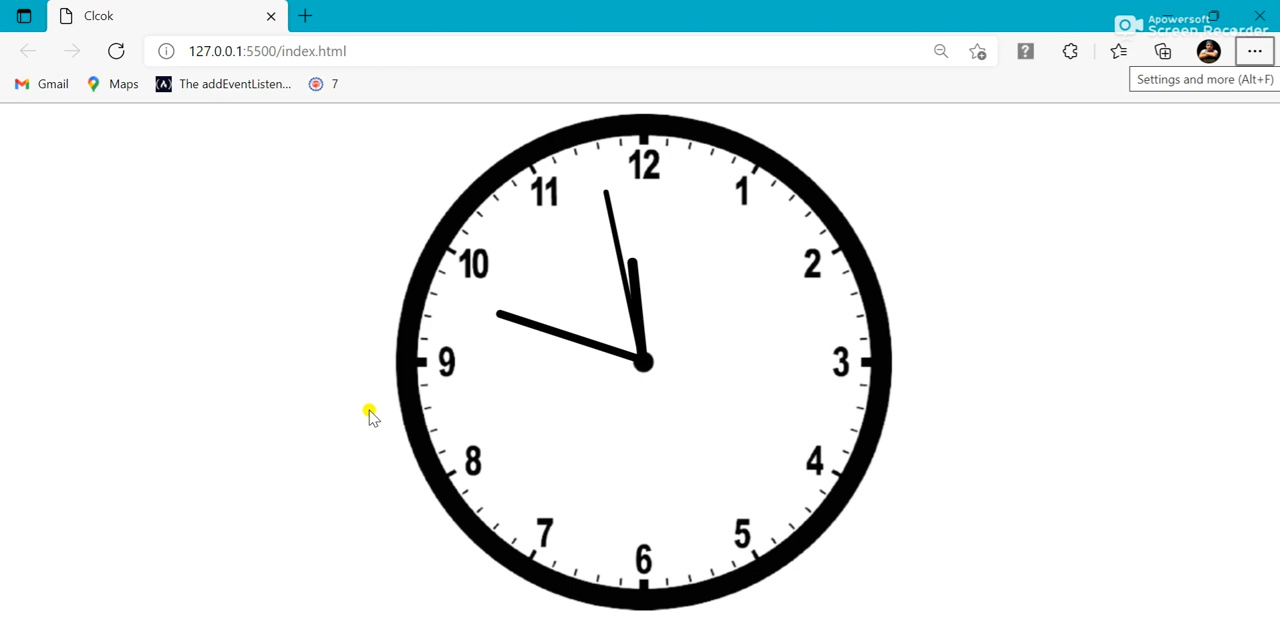 Clcok
Apowersoft
Screen Recorder
127.0.0.1:5500/index.html
Gmail
Maps
The addEventListen...
7
Settings and more (Alt+F)
12
11
1
10
2
9
3
8
4
7
5
6